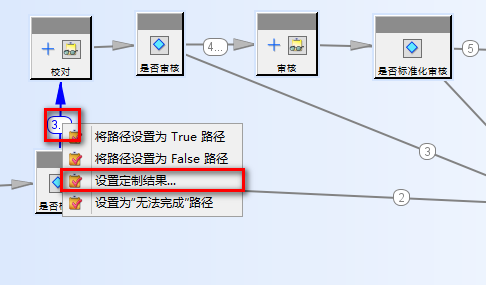 4...
5
校对
是否审核
审核
是否标准化审核
3...
将路径设置为 True 路径
3
将路径设置为 False 路径
设置定制结果...
2
设置为"无法完成"路径